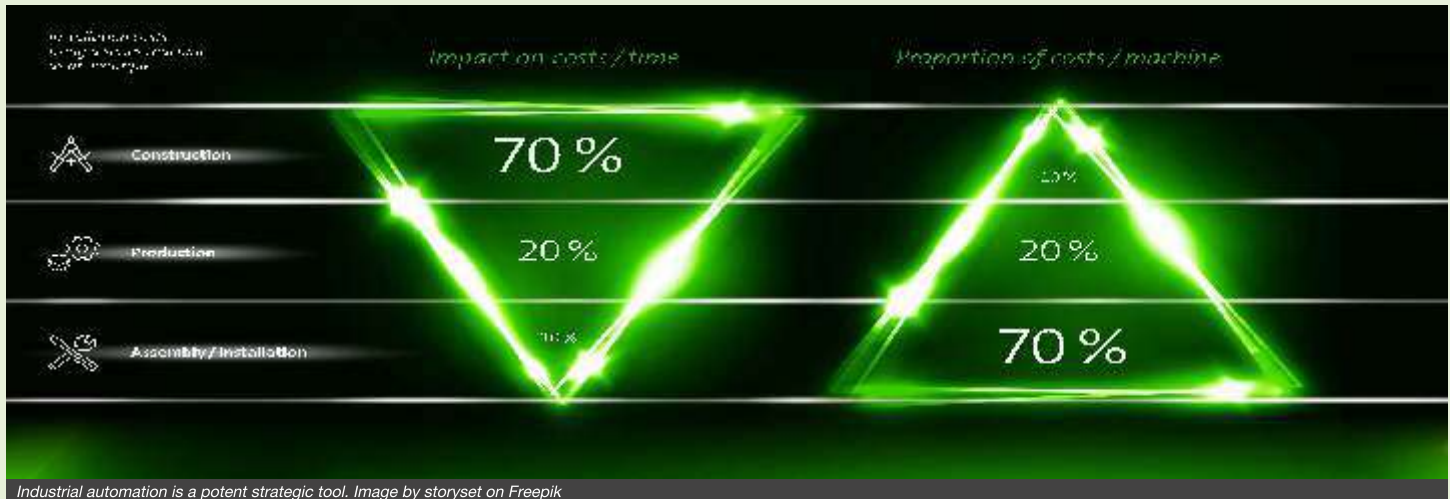 Impact on costs/time
Proportion of costs/machine
Construction
70 %
Production
20 %
20 %
Assembly/Installation
10 %
70 %
Industrial automation is a potent strategic tool. Image by storyset on Freepik